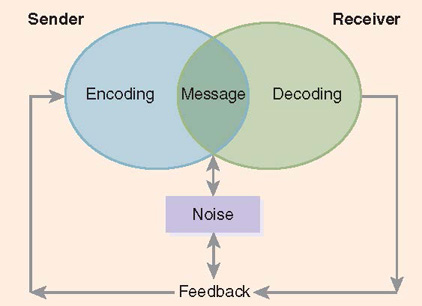 Sender
Receiver
Encoding
Message
Decoding
Noise
Feedback